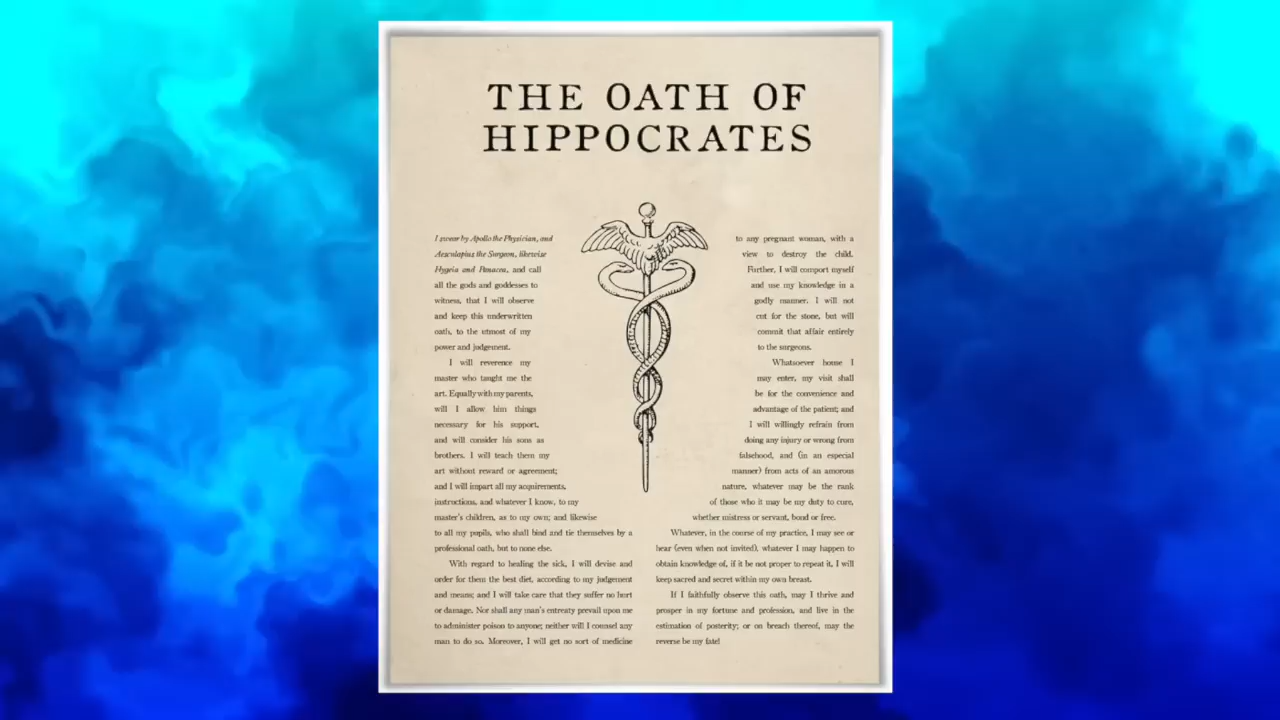 THE OATH OF
HIPPOCRATES
I swear by Apollo the Physician, and
Aesculapius the Surgeon, likewise
Hygeia and Panacea, and call
all the gods and goddesses to
witness, that I will observe
and keep this underwritten
oath, to the utmost of my
power and judgement.
I will reverence my
master who taught me the
art. Equally with my parents,
will I allow him things
necessary for his support,
and will consider his sons as
brothers. I will teach them my
art without reward or agreement;
and I will impart all my acquirements,
instructions, and whatever I know, to my
master's children, as to my own; and likewise
to all my pupils, who shall bind and tie themselves by a
professional oath, but to none else.
With regard to healing the sick, I will devise and
order for them the best diet, according to my judgement
and means; and I will take care that they suffer no hurt
or damage. Nor shall any man's entreaty prevail upon me
to administer poison to anyone; neither will I counsel any
man to do so. Moreover, I will get no sort of medicine
to any pregnant woman, with a
view to destroy the child.
Further, I will comport myself
and use my knowledge in a
godly manner. I will not
cut for the stone, but will
commit that affair entirely
to the surgeons.
Whatsoever house I
may enter, my visit shall
be for the convenience and
advantage of the patient; and
I will willingly refrain from
doing any injury or wrong from
falsehood, and (in an especial
manner) from acts of an amorous
nature, whatever may be the rank
of those who it may be my duty to cure,
whether mistress or servant, bond or free.
Whatever, in the course of my practice, I may see or
hear (even when not invited), whatever I may happen to
obtain knowledge of, if it be not proper to repeat it, I will
keep sacred and secret within my own breast.
If I faithfully observe this oath, may I thrive and
prosper in my fortune and profession, and live in the
estimation of posterity; or on breach thereof, may the
reverse be my fate!